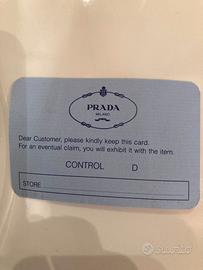 PRADA
MILANO
Dear Customer, please kindly keep this card.
For an eventual claim, you will exhibit it with the item.
CONTROL D
STORE
subito